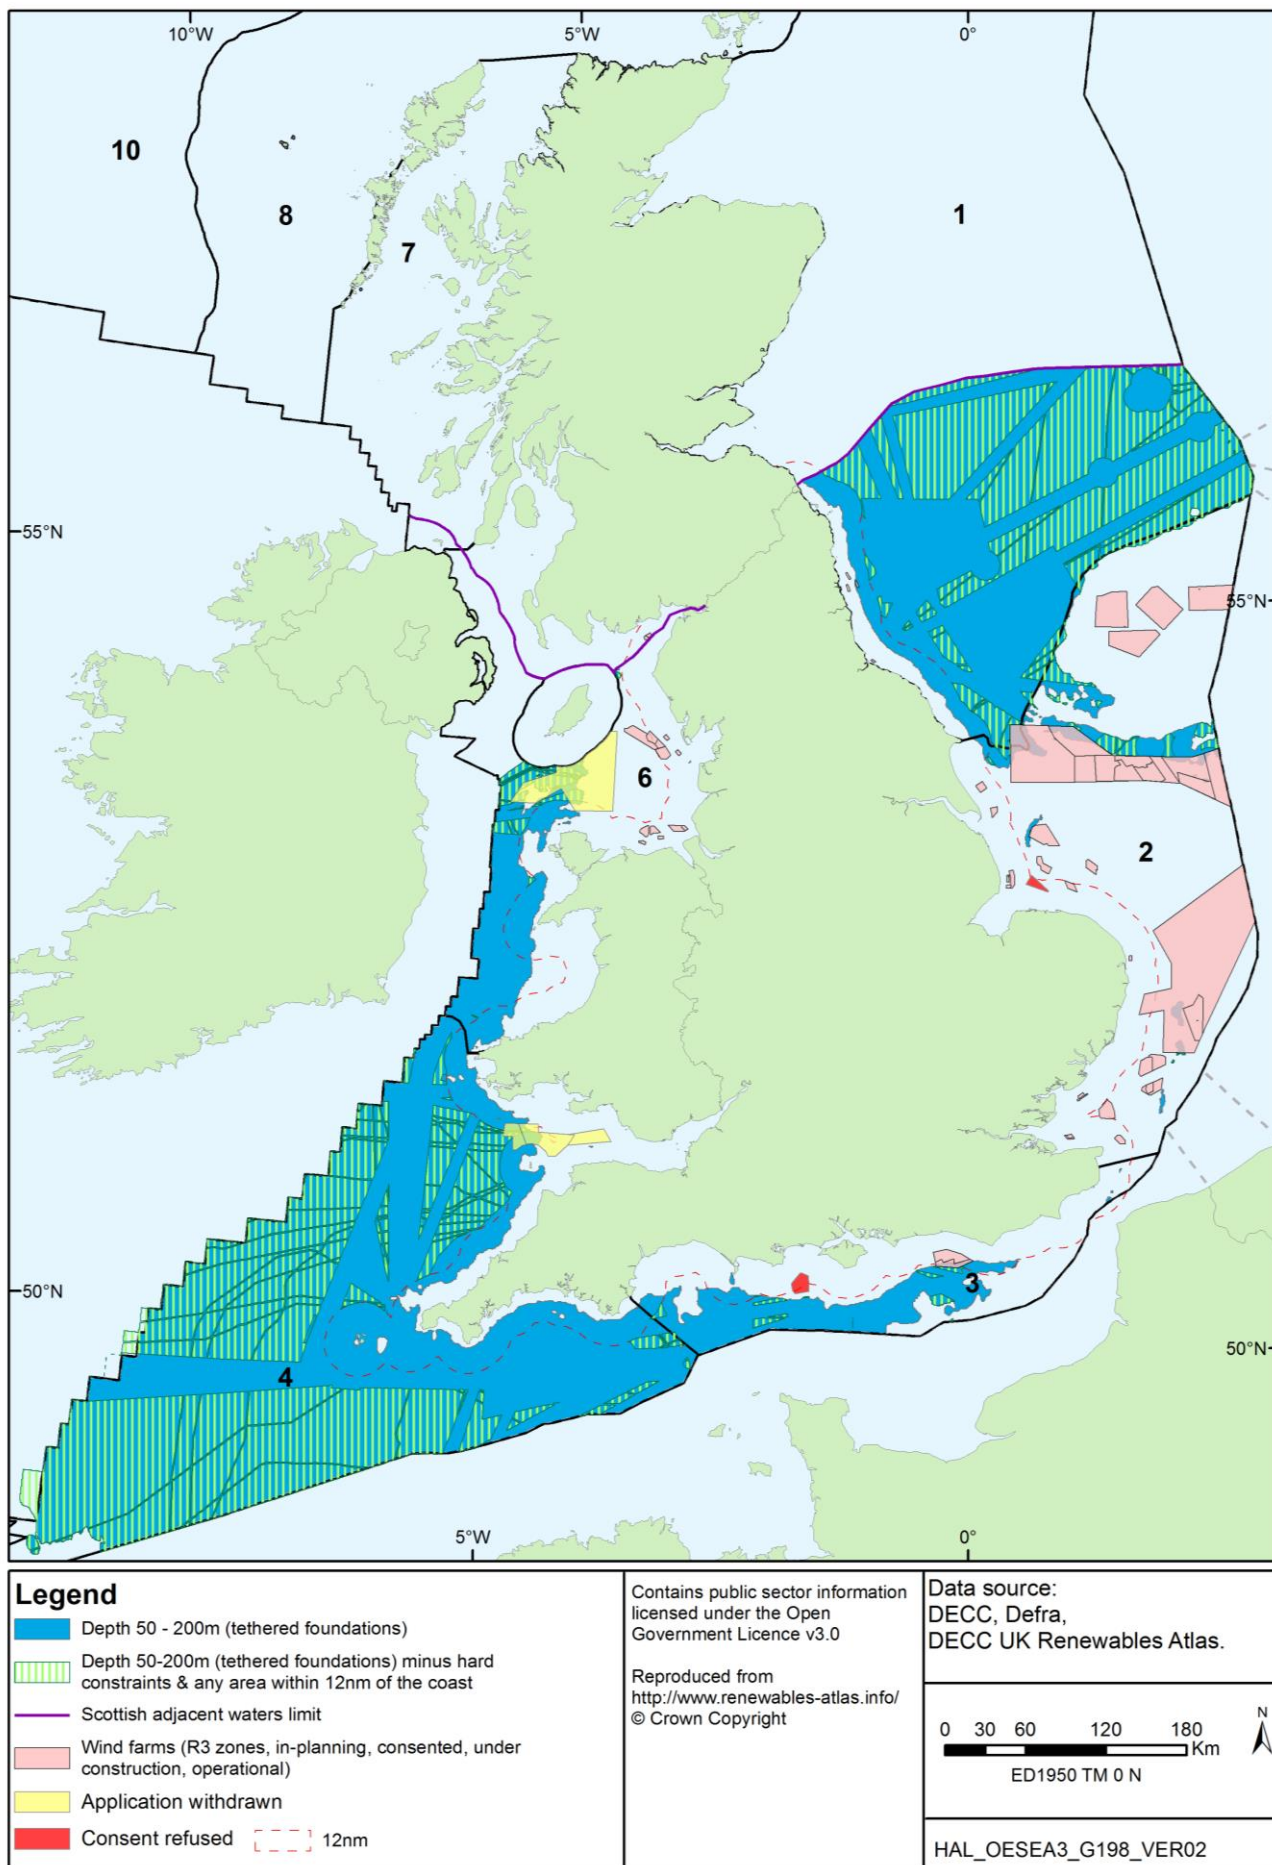 10°W
5°W
0°
10
8
7
1
55°N
55°N
6
2
3
50°N
50°N
4
5°W
0°
Legend
Depth 50 - 200m (tethered foundations)
Depth 50-200m (tethered foundations) minus hard
constraints & any area within 12nm of the coast
Scottish adjacent waters limit
Wind farms (R3 zones, in-planning, consented, under
construction, operational)
Application withdrawn
Consent refused
12nm
Contains public sector information
licensed under the Open
Government Licence v3.0
Reproduced from
http://www.renewables-atlas.info/
© Crown Copyright
Data source:
DECC, Defra,
DECC UK Renewables Atlas.
0 30 60 120 180
Km
N
ED1950 TM 0 N
HAL_OESEA3_G198_VER02